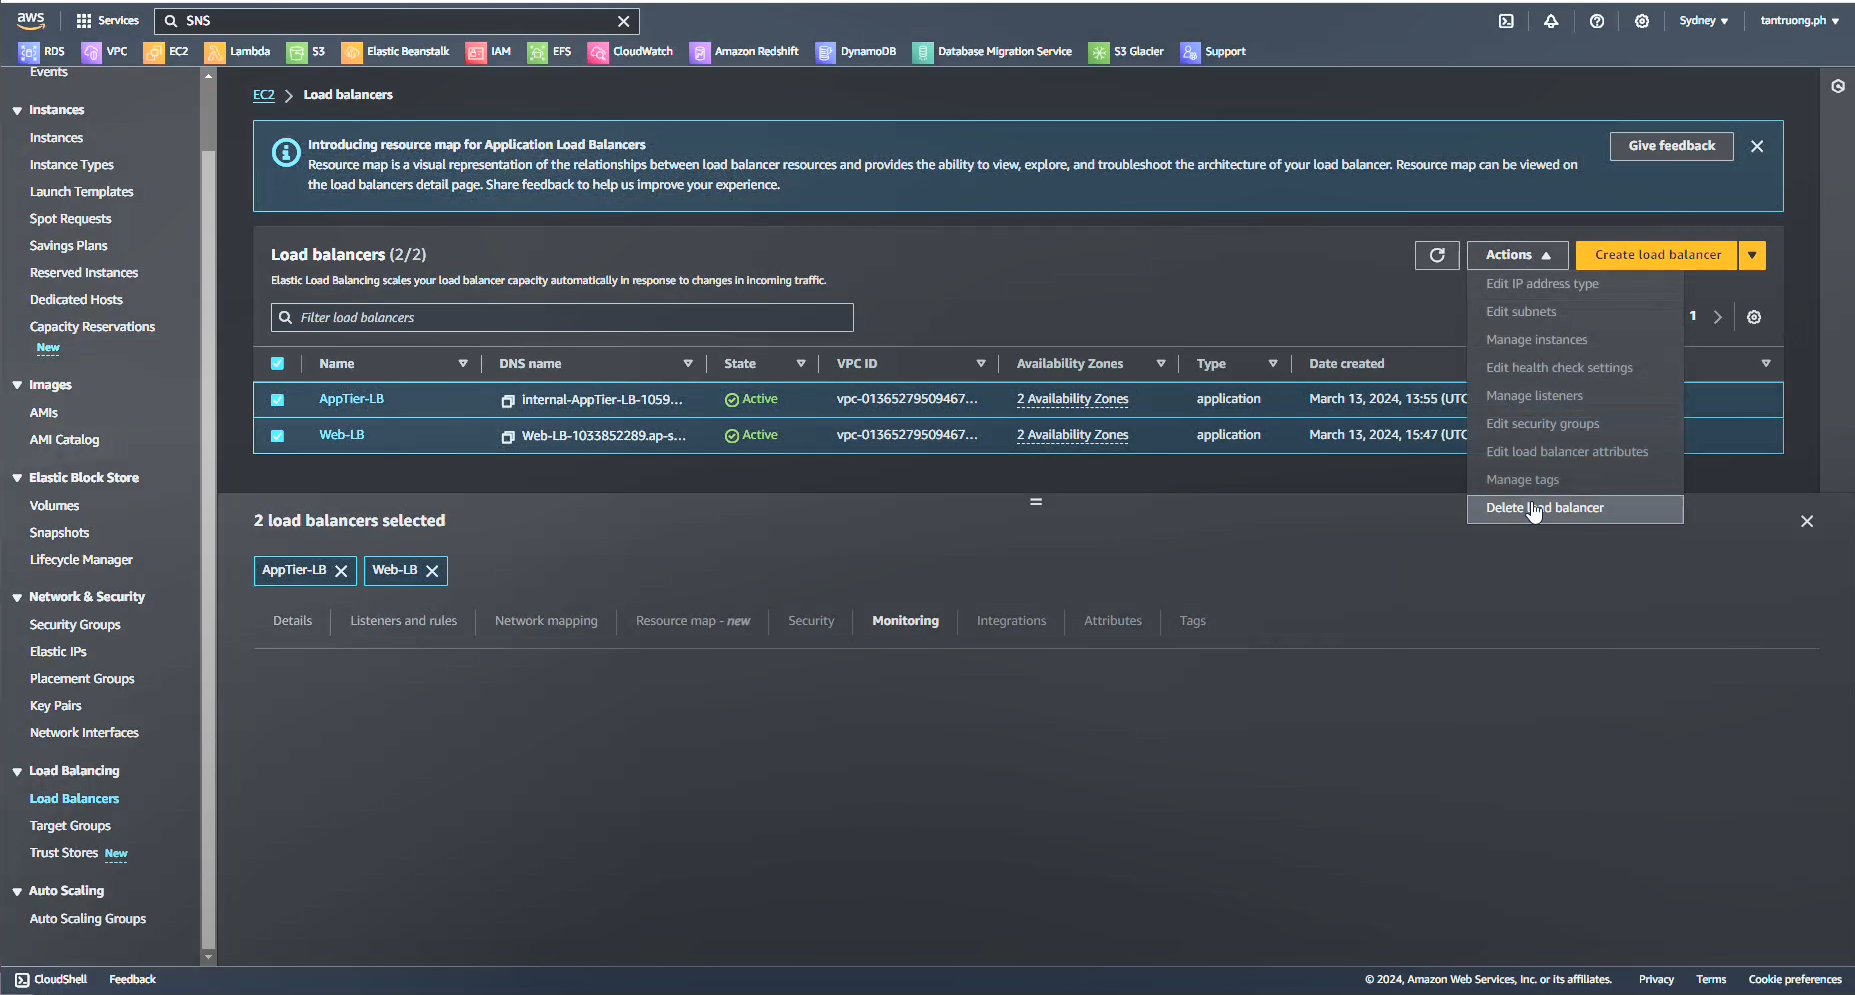 aws
Services
SNS
Sydney
tantruong.ph
RDS
VPC
EC2
Lambda
S3
Elastic Beanstalk
IAM
EFS
CloudWatch
Amazon Redshift
DynamoDB
Database Migration Service
S3 Glacier
Support
Events
Instances
Instances
Instance Types
Launch Templates
Spot Requests
Savings Plans
Reserved Instances
Dedicated Hosts
Capacity Reservations
New
Images
AMIs
AMI Catalog
Elastic Block Store
Volumes
Snapshots
Lifecycle Manager
Network & Security
Security Groups
Elastic IPs
Placement Groups
Key Pairs
Network Interfaces
Load Balancing
Load Balancers
Target Groups
Trust Stores New
Auto Scaling
Auto Scaling Groups
EC2 > Load balancers
Introducing resource map for Application Load Balancers
Resource map is a visual representation of the relationships between load balancer resources and provides the ability to view, explore, and troubleshoot the architecture of your load balancer. Resource map can be viewed on
the load balancers detail page. Share feedback to help us improve your experience.
Give feedback
Load balancers (2/2)
Elastic Load Balancing scales your load balancer capacity automatically in response to changes in incoming traffic.
Actions
Create load balancer
Filter load balancers
1
Name
DNS name
State
VPC ID
Availability Zones
Type
Date created
AppTier-LB
internal-AppTier-LB-1059...
Active
vpc-01365279509467...
2 Availability Zones
application
March 13, 2024, 13:55 (UTC
Web-LB
Web-LB-1033852289.ap-s...
Active
vpc-01365279509467...
2 Availability Zones
application
March 13, 2024, 15:47 (UTC
Edit IP address type
Edit subnets
Manage instances
Edit health check settings
Manage listeners
Edit security groups
Edit load balancer attributes
Manage tags
Delete load balancer
2 load balancers selected
AppTier-LB
Web-LB
Details
Listeners and rules
Network mapping
Resource map - new
Security
Monitoring
Integrations
Attributes
Tags
CloudShell
Feedback
© 2024, Amazon Web Services, Inc. or its affiliates.
Privacy
Terms
Cookie preferences